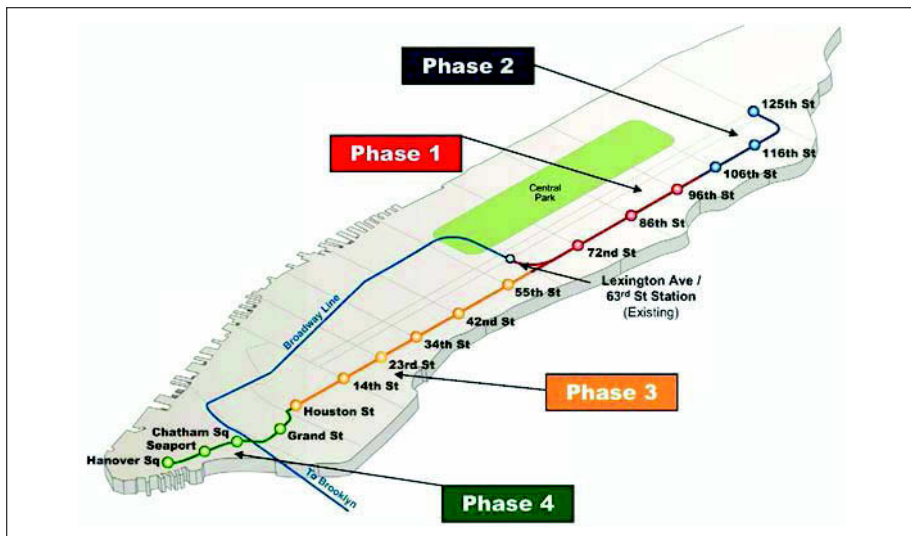 Phase 2
125th St
Phase 1
116th St
106th St
Central
Park
96th St
86th St
72nd St
Lexington Ave /
63rd St Station
(Existing)
55th St
Broadway Line
42nd St
34th St
23rd St
14th St
Phase 3
Houston St
Chatham Sq
Grand St
Seaport
Hanover Sq
To Brooklyn
Phase 4